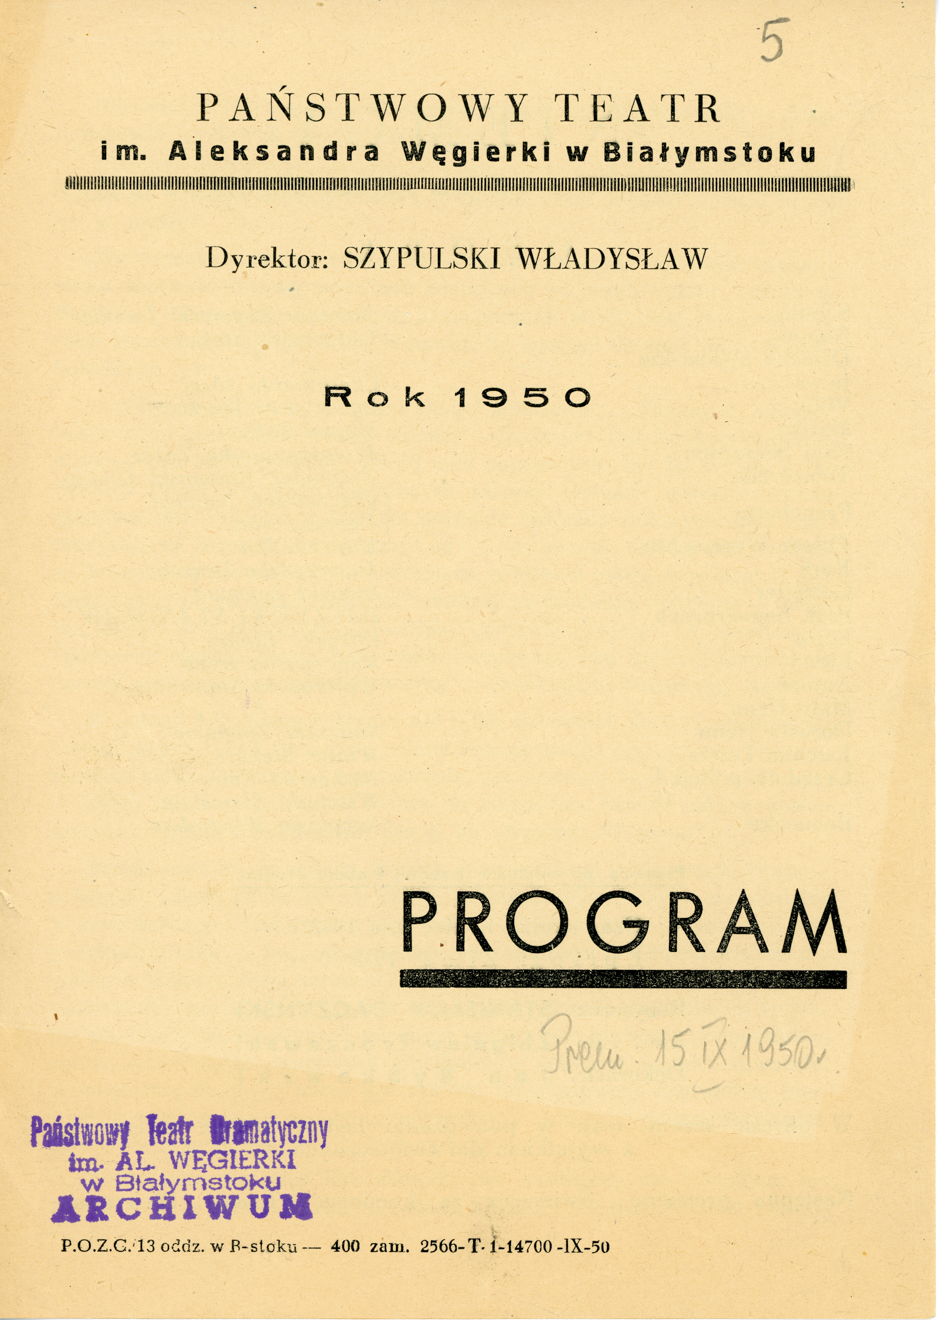 5
PAŃSTWOWY TEATR
im. Aleksandra Węgierki w Białymstoku
Dyrektor: SZYPULSKI WŁADYSŁAW
Rok 1950
PROGRAM
Prem. 15 IX 1950r.
Państwowy Teatr Dramatyczny
im. AL. WĘGIERKI
w Białymstoku
ARCHIWUM
P.O.Z.G. 13 oddz. w B-stoku — 400 zam. 2566-T-1-14700-IX-50